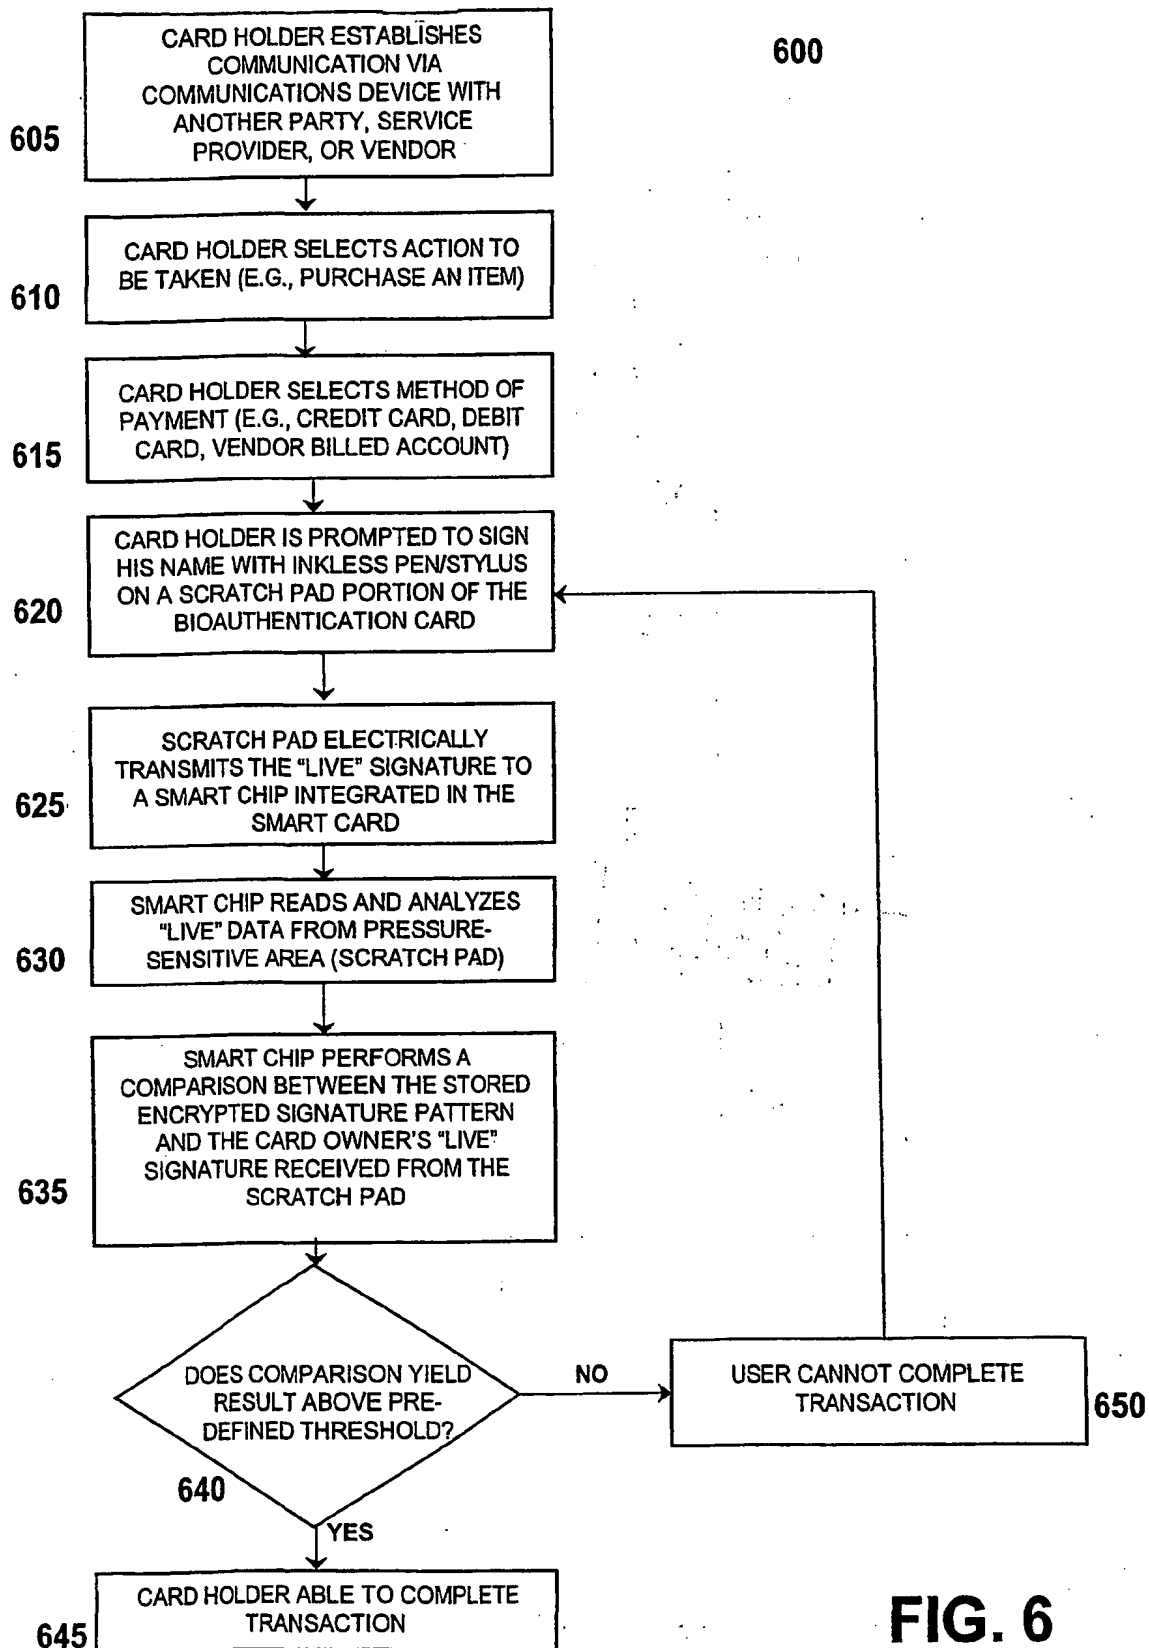 CARD HOLDER ESTABLISHES
COMMUNICATION VIA
COMMUNICATIONS DEVICE WITH
ANOTHER PARTY, SERVICE
PROVIDER, OR VENDOR
605
600
CARD HOLDER SELECTS ACTION TO
BE TAKEN (E.G., PURCHASE AN ITEM)
610
CARD HOLDER SELECTS METHOD OF
PAYMENT (E.G., CREDIT CARD, DEBIT
CARD, VENDOR BILLED ACCOUNT)
615
CARD HOLDER IS PROMPTED TO SIGN
HIS NAME WITH INKLESS PEN/STYLUS
ON A SCRATCH PAD PORTION OF THE
BIOAUTHENTICATION CARD
620
SCRATCH PAD ELECTRICALLY
TRANSMITS THE "LIVE" SIGNATURE TO
A SMART CHIP INTEGRATED IN THE
SMART CARD
625
SMART CHIP READS AND ANALYZES
"LIVE" DATA FROM PRESSURE-
SENSITIVE AREA (SCRATCH PAD)
630
SMART CHIP PERFORMS A
COMPARISON BETWEEN THE STORED
ENCRYPTED SIGNATURE PATTERN
AND THE CARD OWNER'S "LIVE"
SIGNATURE RECEIVED FROM THE
SCRATCH PAD
635
DOES COMPARISON YIELD
RESULT ABOVE PRE-
DEFINED THRESHOLD?
640
NO
USER CANNOT COMPLETE
TRANSACTION
650
YES
CARD HOLDER ABLE TO COMPLETE
TRANSACTION
645
FIG. 6